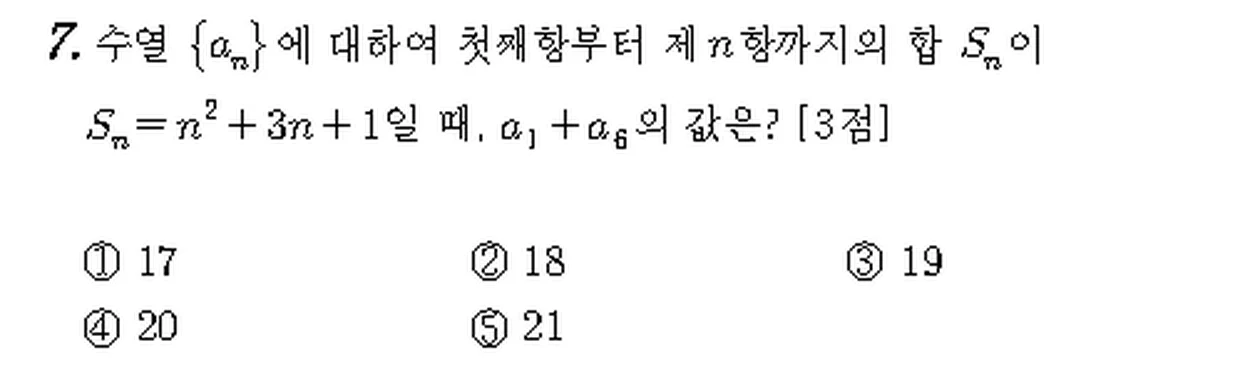 7. 수열 {aₙ}에 대하여 첫째항부터 제n항까지의 합 Sₙ이
Sₙ=n²+3n+1일 때, a₁+a₆의 값은? [3점]
① 17 ② 18 ③ 19
④ 20 ⑤ 21